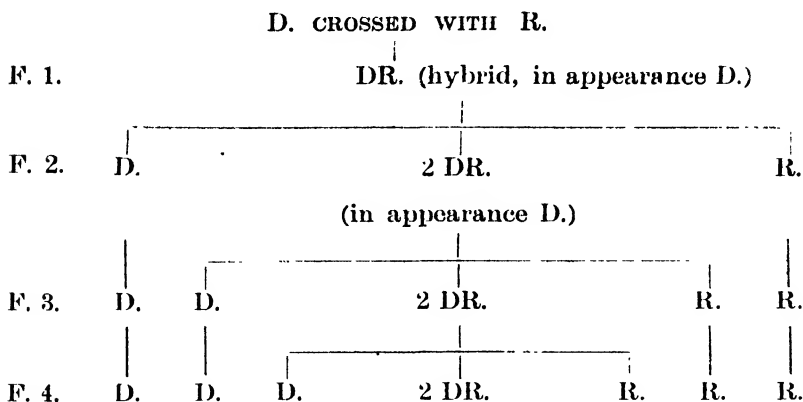 D. CROSSED WITH R.
F. 1. DR. (hybrid, in appearance D.)
F. 2. D. 2 DR. R.
(in appearance D.)
F. 3. D. D. 2 DR. R. R.
F. 4. D. D. D. 2 DR. R. R. R.